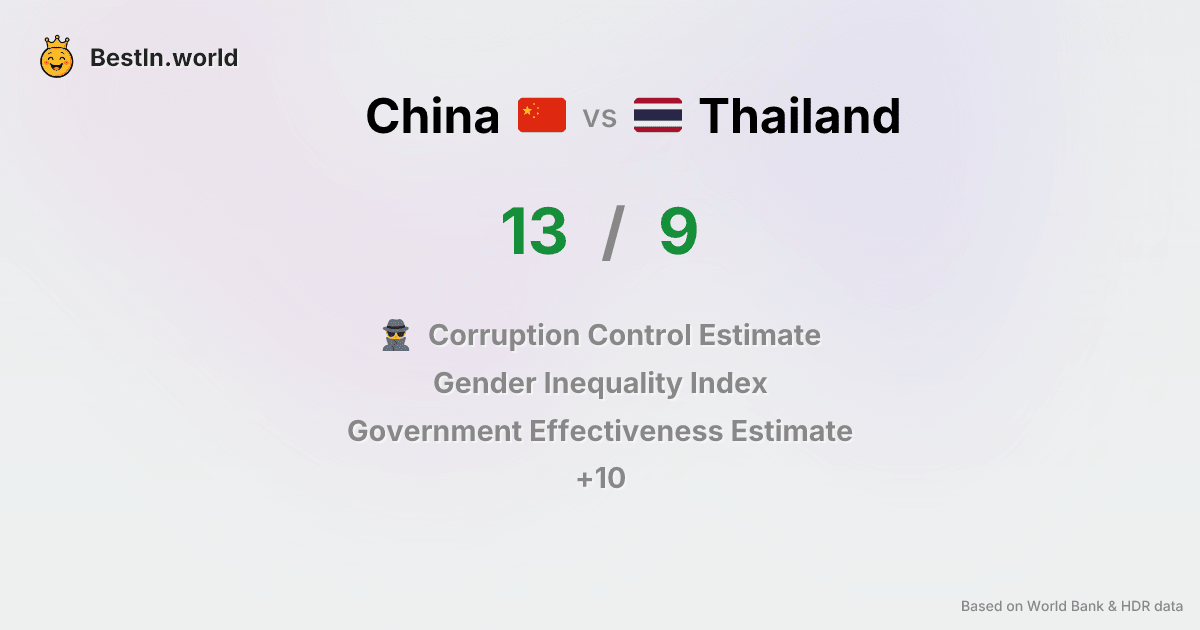 BestIn.world
China vs Thailand
13 / 9
Corruption Control Estimate
Gender Inequality Index
Government Effectiveness Estimate
+10
Based on World Bank & HDR data